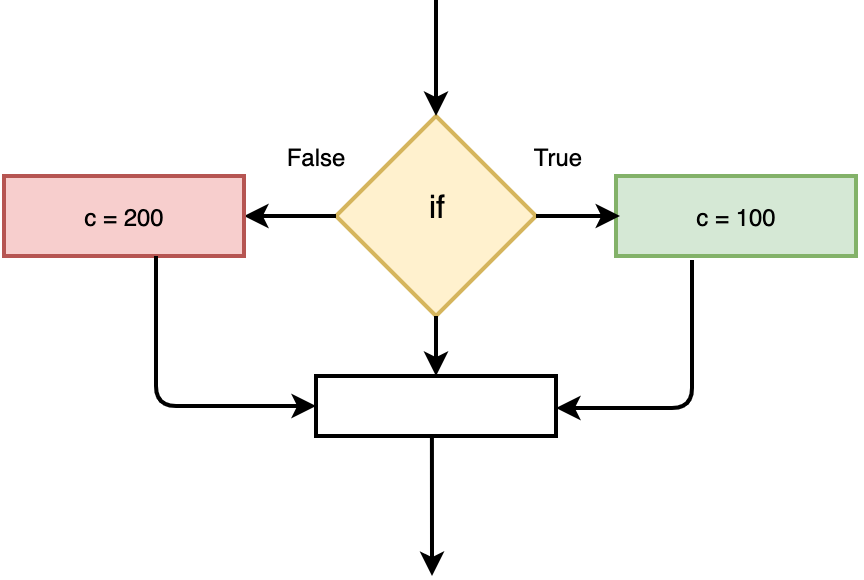 False
True
if
c = 200
c = 100